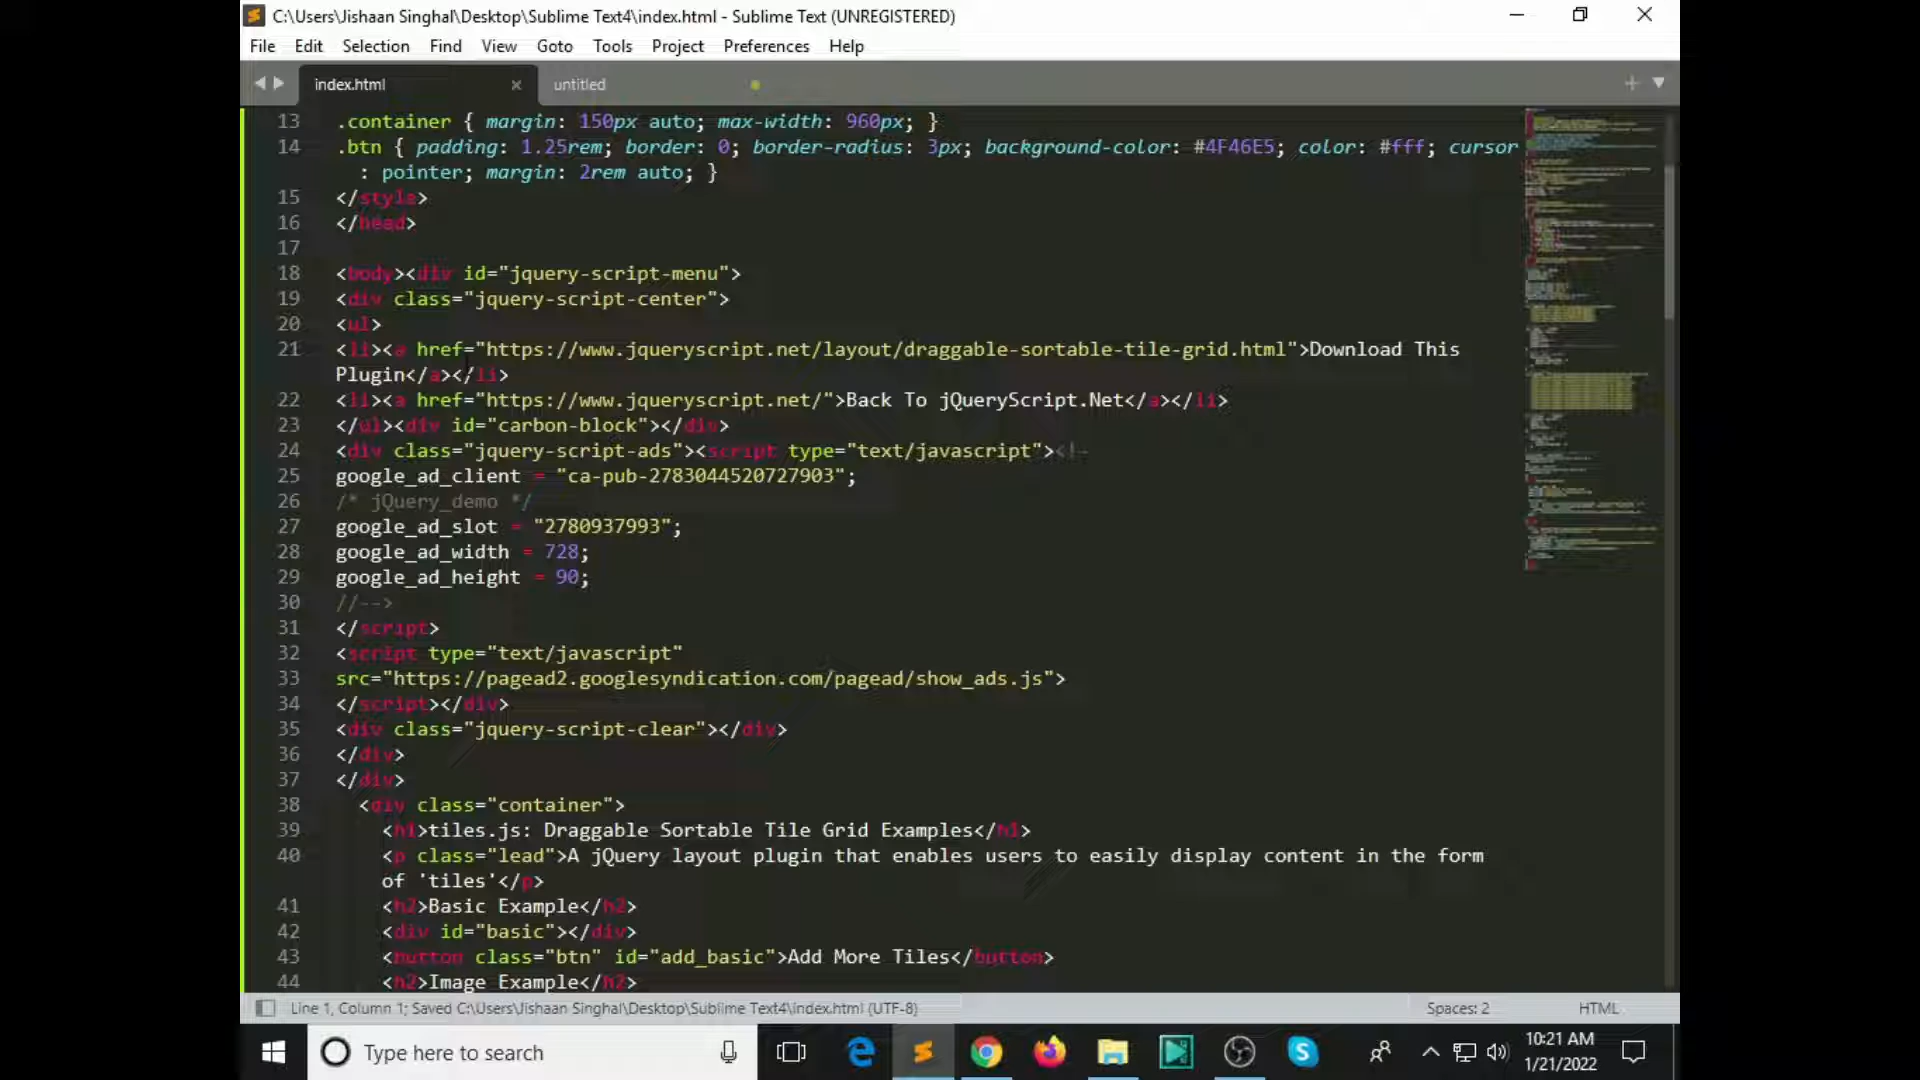 C:\Users\Jishaan Singhal\Desktop\Sublime Text4\index.html - Sublime Text (UNREGISTERED)
File Edit Selection Find View Goto Tools Project Preferences Help
index.html untitled
13 .container { margin: 150px auto; max-width: 960px; }
14 .btn { padding: 1.25rem; border: 0; border-radius: 3px; background-color: #4F46E5; color: #fff; cursor
: pointer; margin: 2rem auto; }
15 </style>
16 </head>
17
18 <body><div id="jquery-script-menu">
19 <div class="jquery-script-center">
20 <ul>
21 <li><a href="https://www.jqueryscript.net/layout/draggable-sortable-tile-grid.html">Download This
Plugin</a></li>
22 <li><a href="https://www.jqueryscript.net/">Back To jQueryScript.Net</a></li>
23 </ul><div id="carbon-block"></div>
24 <div class="jquery-script-ads"><script type="text/javascript"><!-
25 google_ad_client = "ca-pub-2783044520727903";
26 /* jQuery_demo */
27 google_ad_slot = "2780937993";
28 google_ad_width = 728;
29 google_ad_height = 90;
30 //-->
31 </script>
32 <script type="text/javascript"
33 src="https://pagead2.googlesyndication.com/pagead/show_ads.js">
34 </script></div>
35 <div class="jquery-script-clear"></div>
36 </div>
37 </div>
38 <div class="container">
39 <h1>tiles.js: Draggable Sortable Tile Grid Examples</h1>
40 <p class="lead">A jQuery layout plugin that enables users to easily display content in the form
of 'tiles'</p>
41 <h2>Basic Example</h2>
42 <div id="basic"></div>
43 <button class="btn" id="add_basic">Add More Tiles</button>
44 <h2>Image Example</h2>
Line 1, Column 1; Saved C:\Users\Jishaan Singhal\Desktop\Sublime Text4\index.html (UTF-8) Spaces: 2 HTML
Type here to search
10:21 AM
1/21/2022